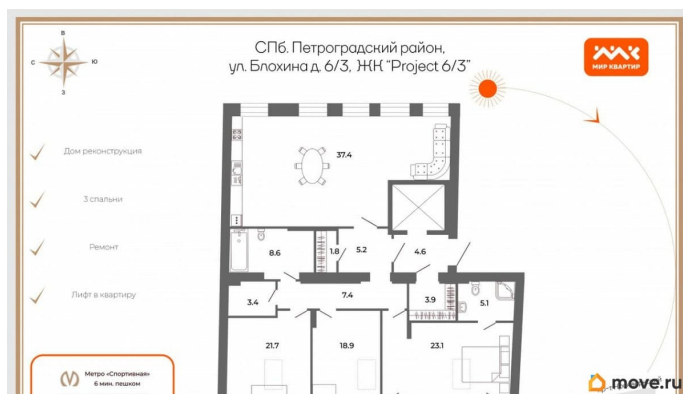 СПб. Петроградский район,
ул. Блохина д. 6/3, ЖК "Project 6/3"
МИР КВАРТИР
В
С
Ю
З
Дом реконструкция
3 спальни
Ремонт
Лифт в квартиру
Метро «Спортивная»
6 мин. пешком
37.4
8.6
1.8
5.2
4.6
3.4
7.4
3.9
5.1
21.7
18.9
23.1
move.ru